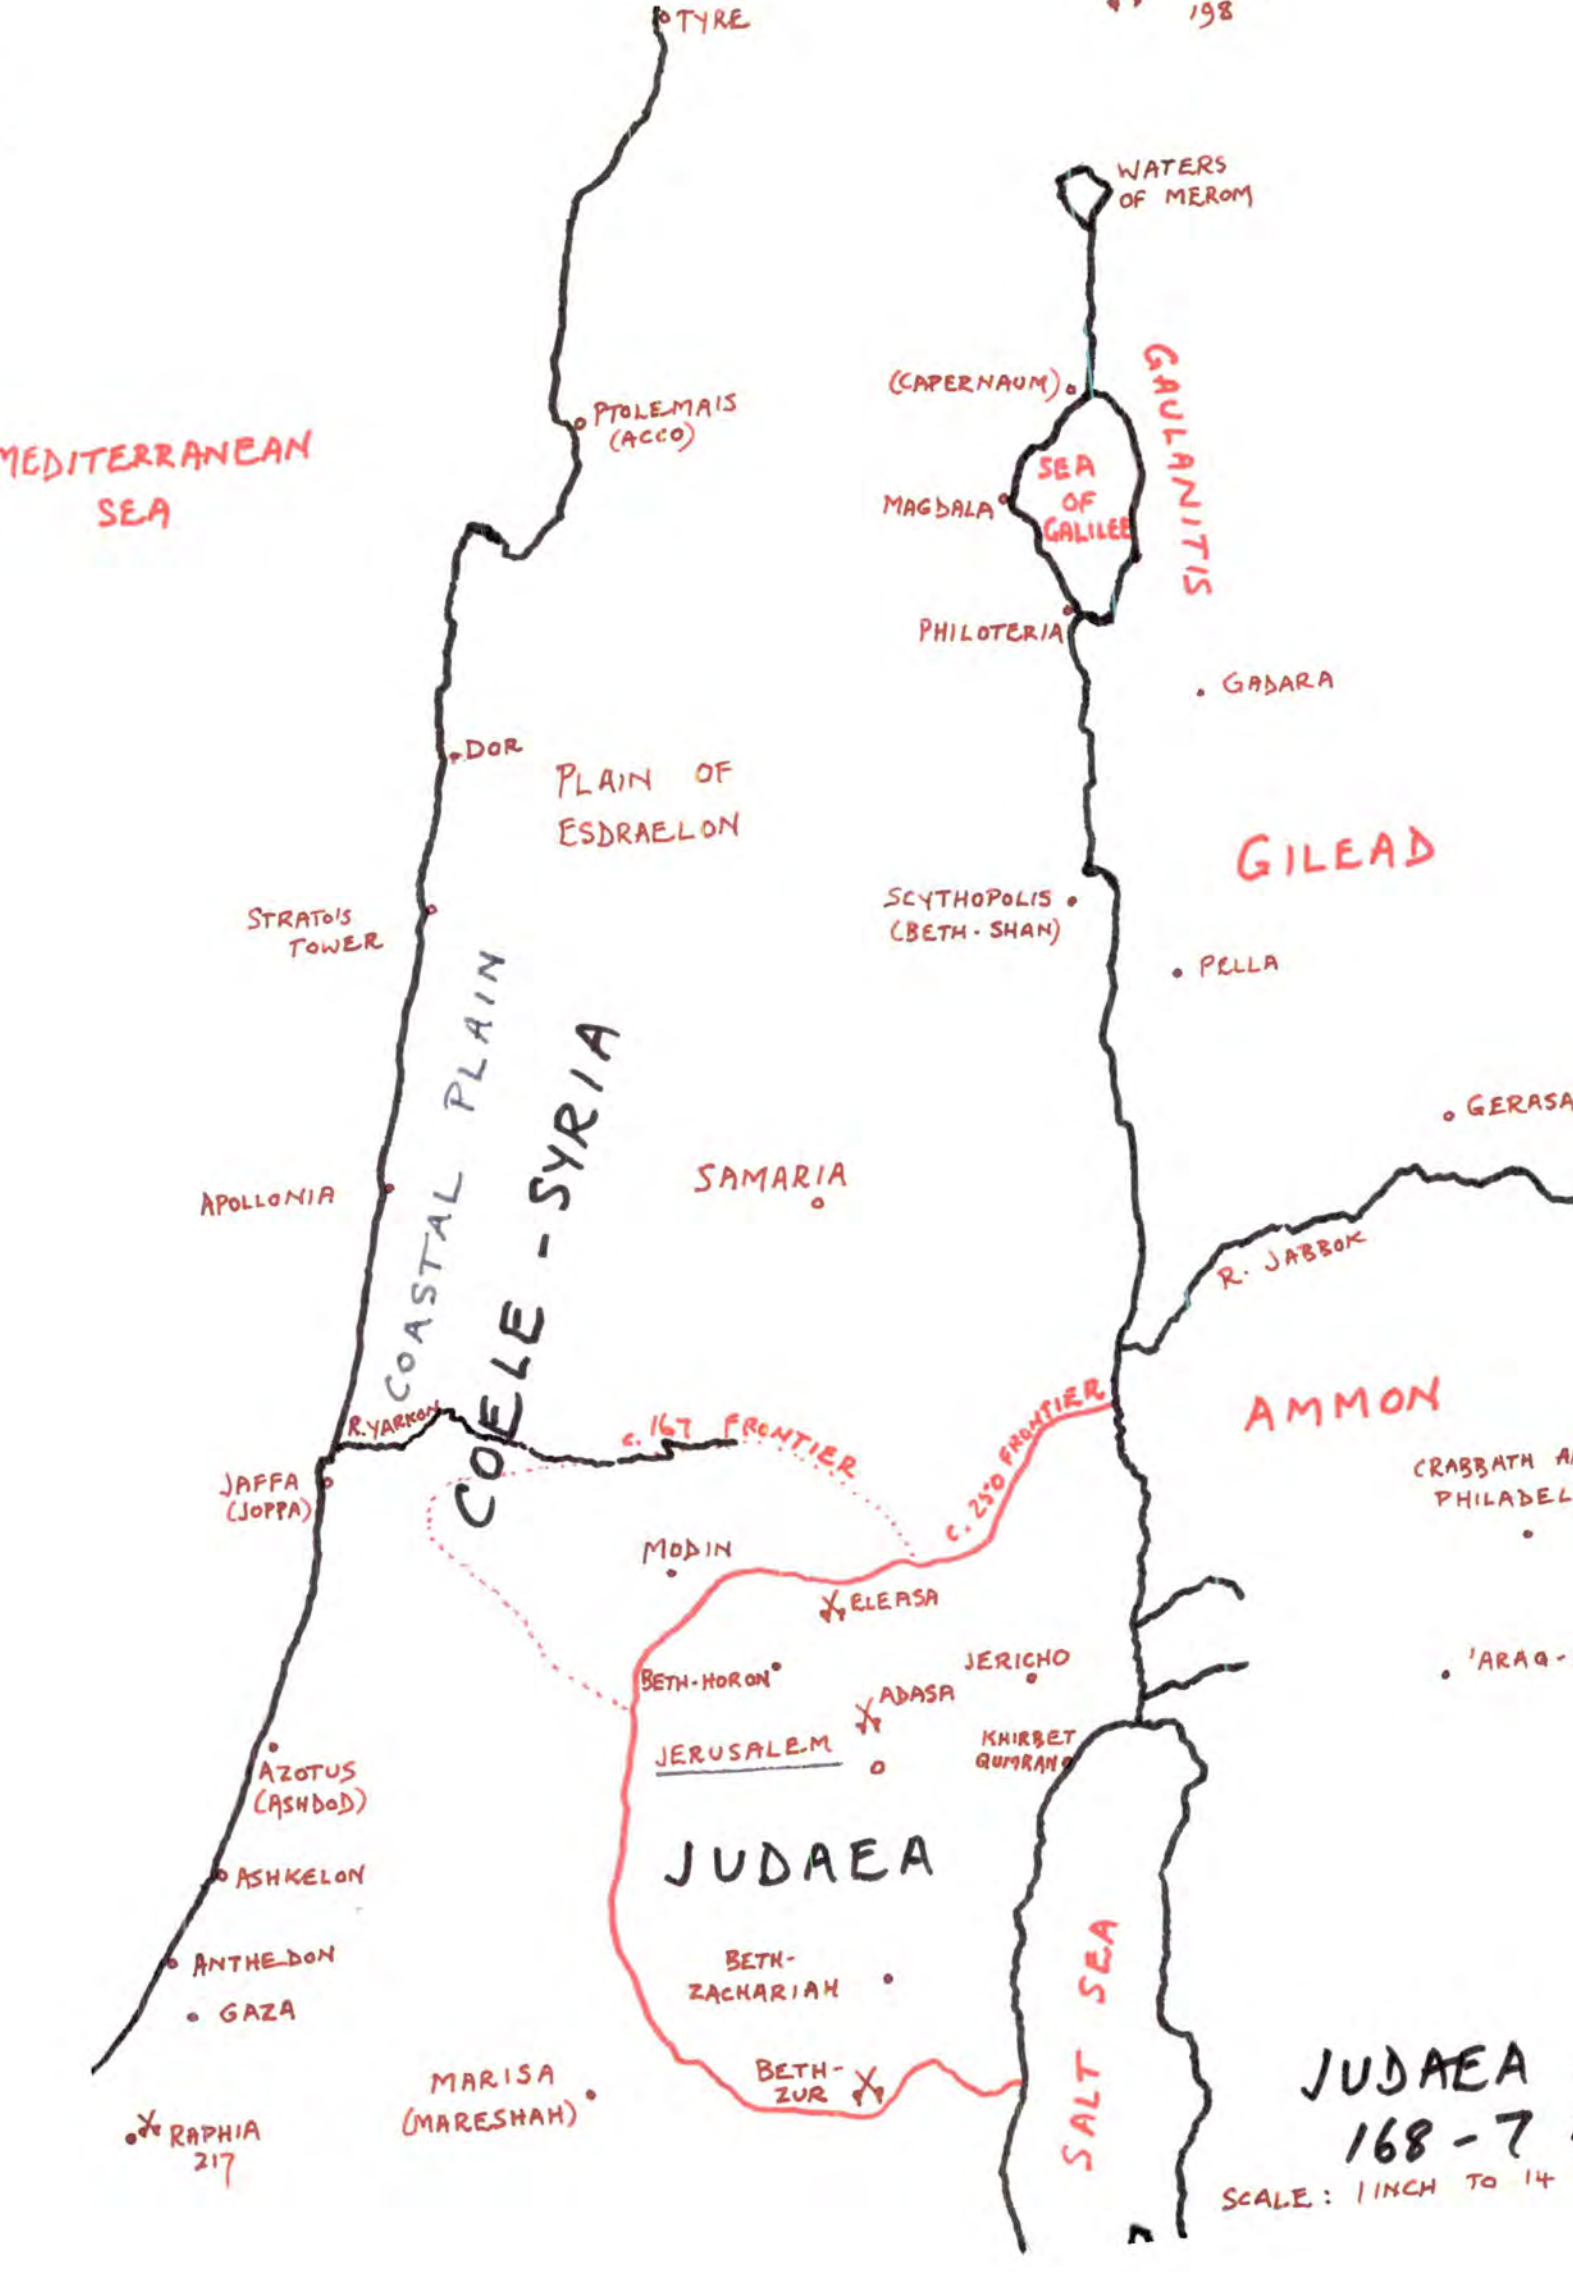 TYRE
198
WATERS
OF MEROM
(CAPERNAUM)
GAULANITIS
PTOLEMAIS
(ACCO)
MEDITERRANEAN
SEA
SEA
OF
GALILEE
MAGDALA
PHILOTERIA
GADARA
DOR
PLAIN OF
ESDRAELON
GILEAD
SCYTHOPOLIS
(BETH-SHAN)
STRATO'S
TOWER
PELLA
COASTAL PLAIN
COELE-SYRIA
GERASA
SAMARIA
APOLLONIA
R. JABBOK
AMMON
R. YARKON
c. 167 FRONTIER
c. 250 FRONTIER
JAFFA
(JOPPA)
CRABBATH A
PHILADEL
MODIN
ELEASA
BETH-HORON
JERICHO
'ARAQ-
ADASA
JERUSALEM
KHIRBET
QUMRAN
AZOTUS
(ASHDOD)
JUDAEA
ASHKELON
ANTHEDON
BETH-
ZACHARIAH
GAZA
SALT SEA
MARISA
(MARESHAH)
BETH-
ZUR
RAPHIA
217
JUDAEA
168-7
SCALE: 1 INCH TO 14